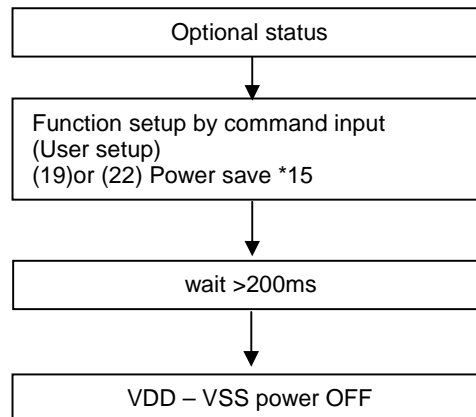 Optional status
Function setup by command input
(User setup)
(19)or (22) Power save *15
wait >200ms
VDD – VSS power OFF